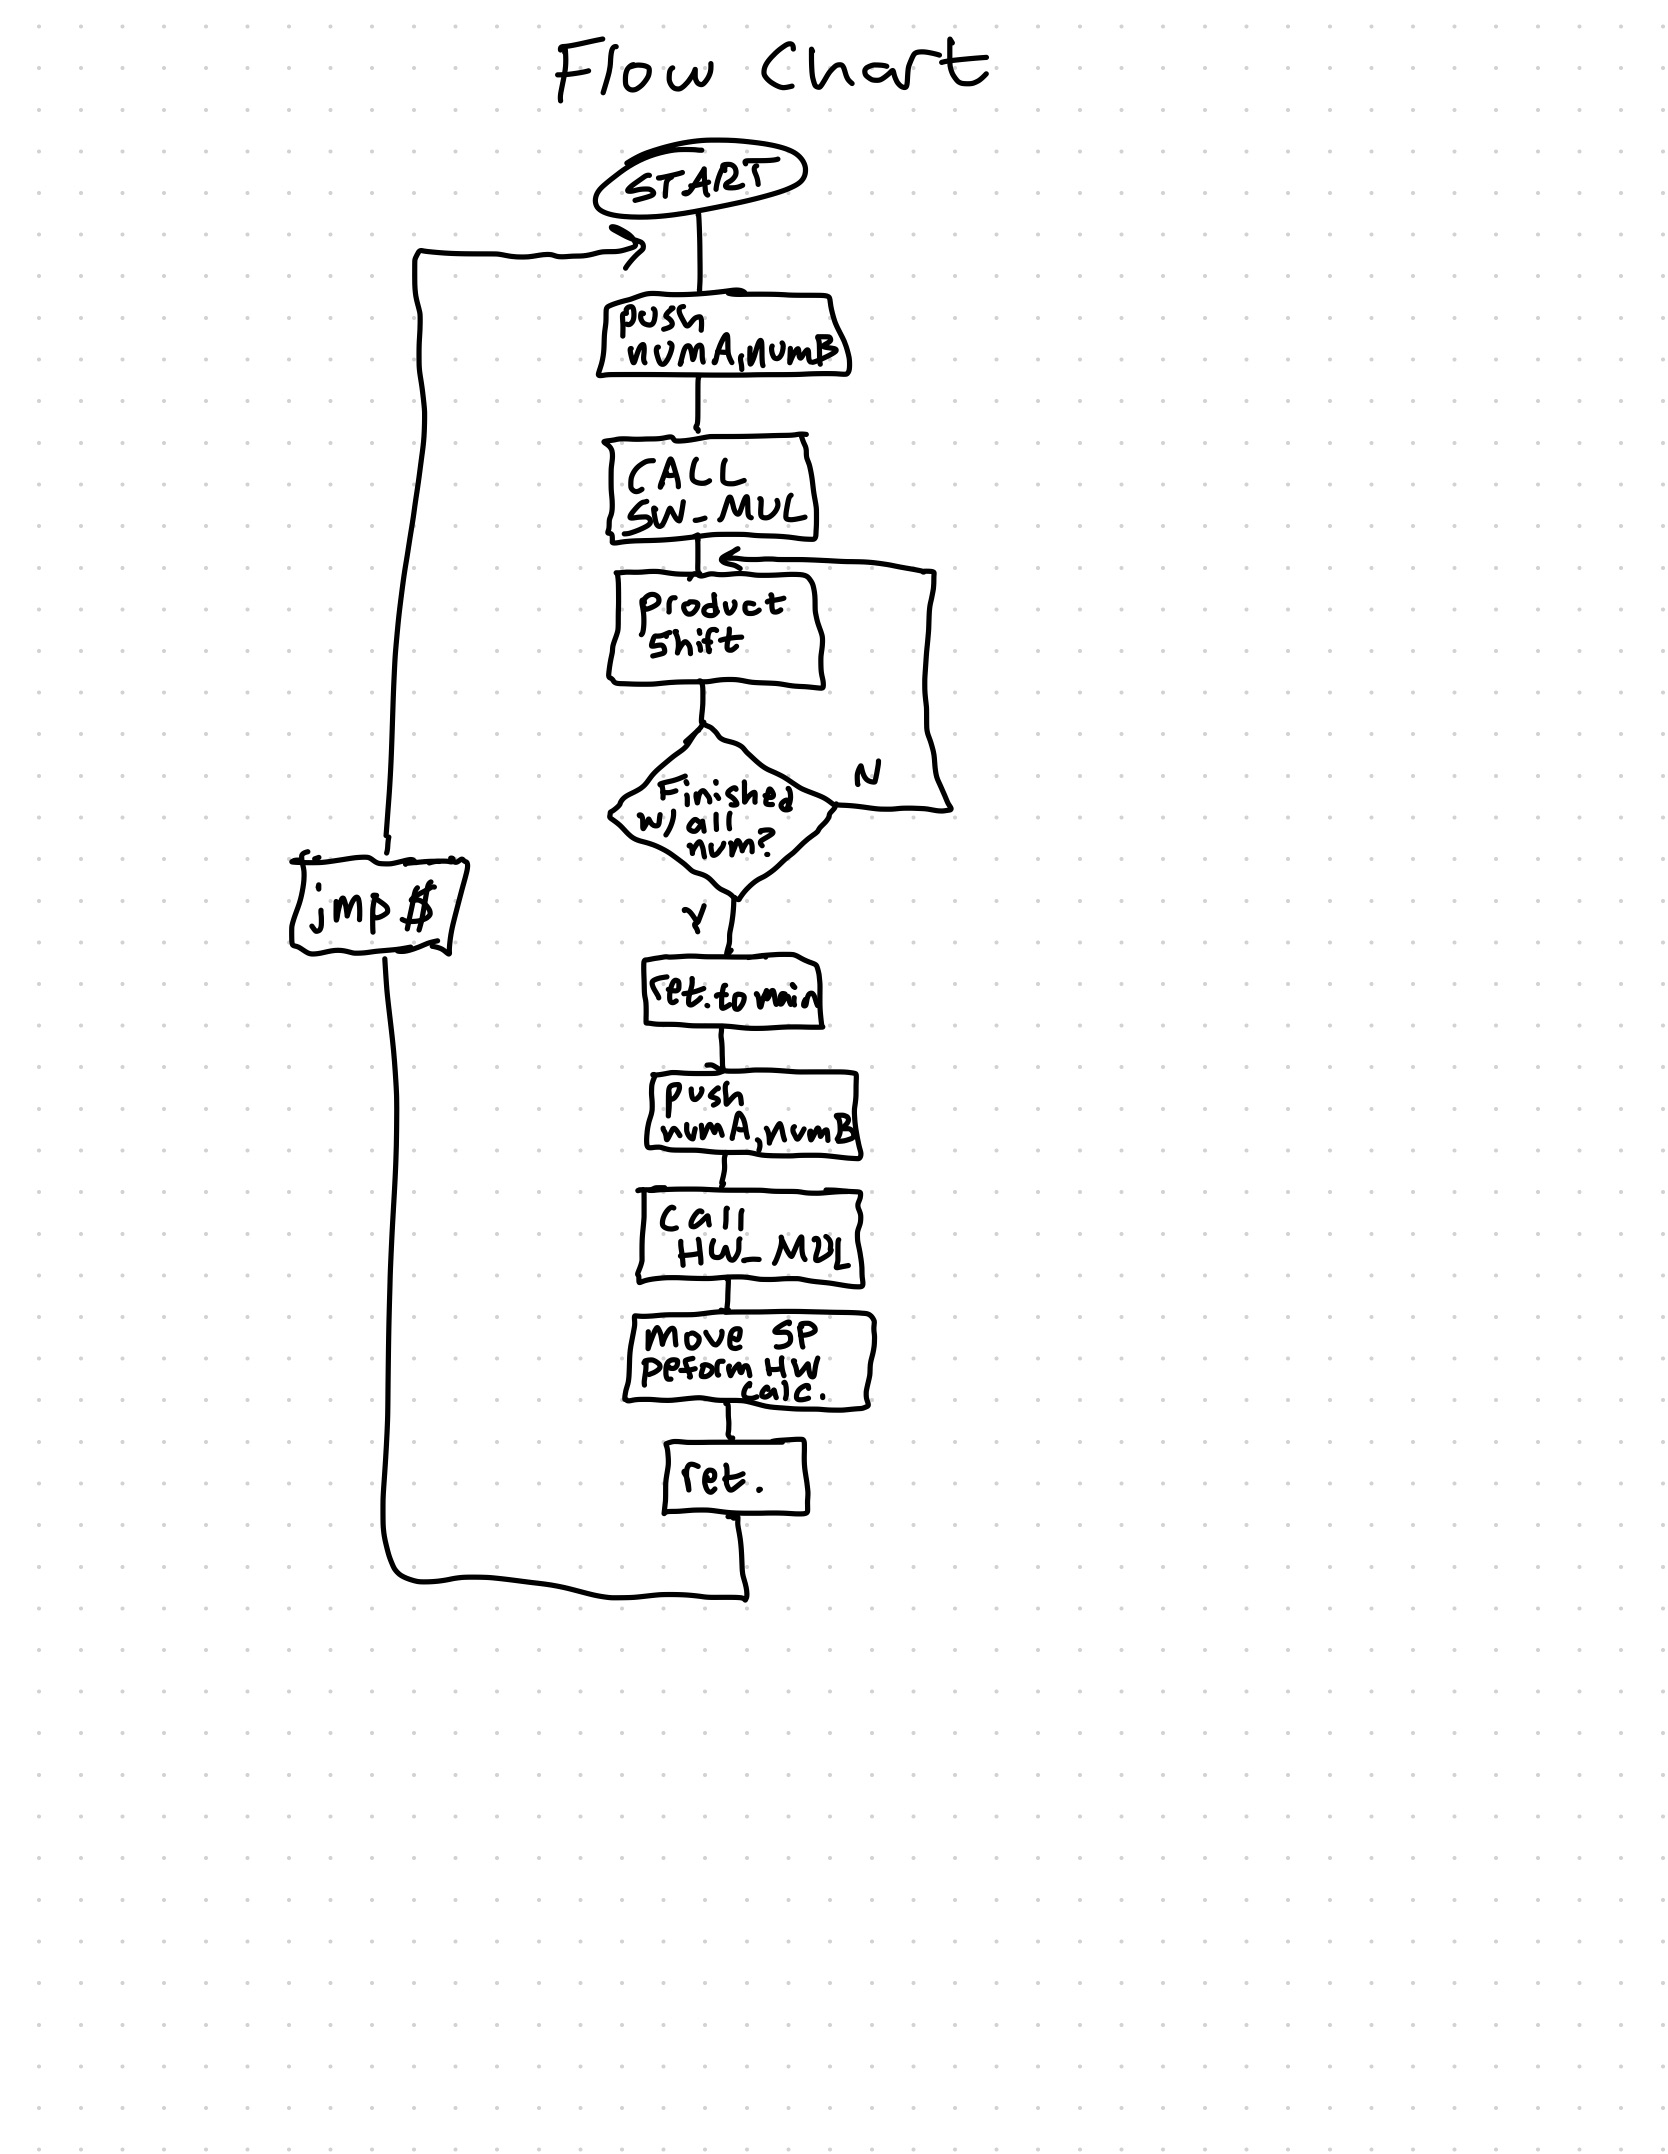 Flow Chart
START
push
numA,numB
CALL
SW_MUL
product
shift
Finished
w/ all
num?
N
Y
jmp $
ret. to main
push
numA,numB
call
HW_MUL
Move SP
peform HW
calc.
ret.